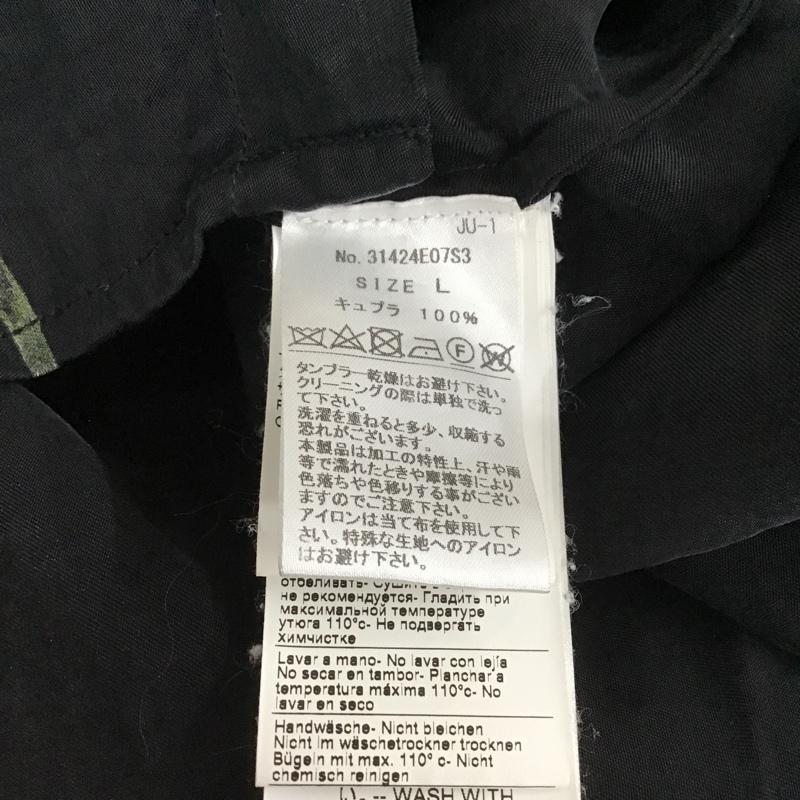 JU-1
No. 31424E07S3
SIZE L
キュプラ 100%
F
W
タンブラー乾燥はお避け下さい。
クリーニングの際は単独で洗っ
て下さい。
洗濯を重ねると多少、収縮する
恐れがございます。
本製品は加工の特性上、汗や雨
等で濡れたときや摩擦等により
色落ちや色移りする事がござい
ますのでご注意下さい。
アイロンは当て布を使用して下
さい。特殊な生地へのアイロン
はお避け下さい。
отбеливать- Сушить в
не рекомендуется- Гладить при
максимальной температуре
утюга 110°c- Не подвергать
химчистке
Lavar a mano- No lavar con lejía
No secar en tambor- Planchar a
temperatura máxima 110°c- No
lavar en seco
Handwäsche- Nicht bleichen
Nicht im wäschetrockner trocknen
Bügeln mit max. 110° c- Nicht
chemisch reinigen
-- WASH WITH